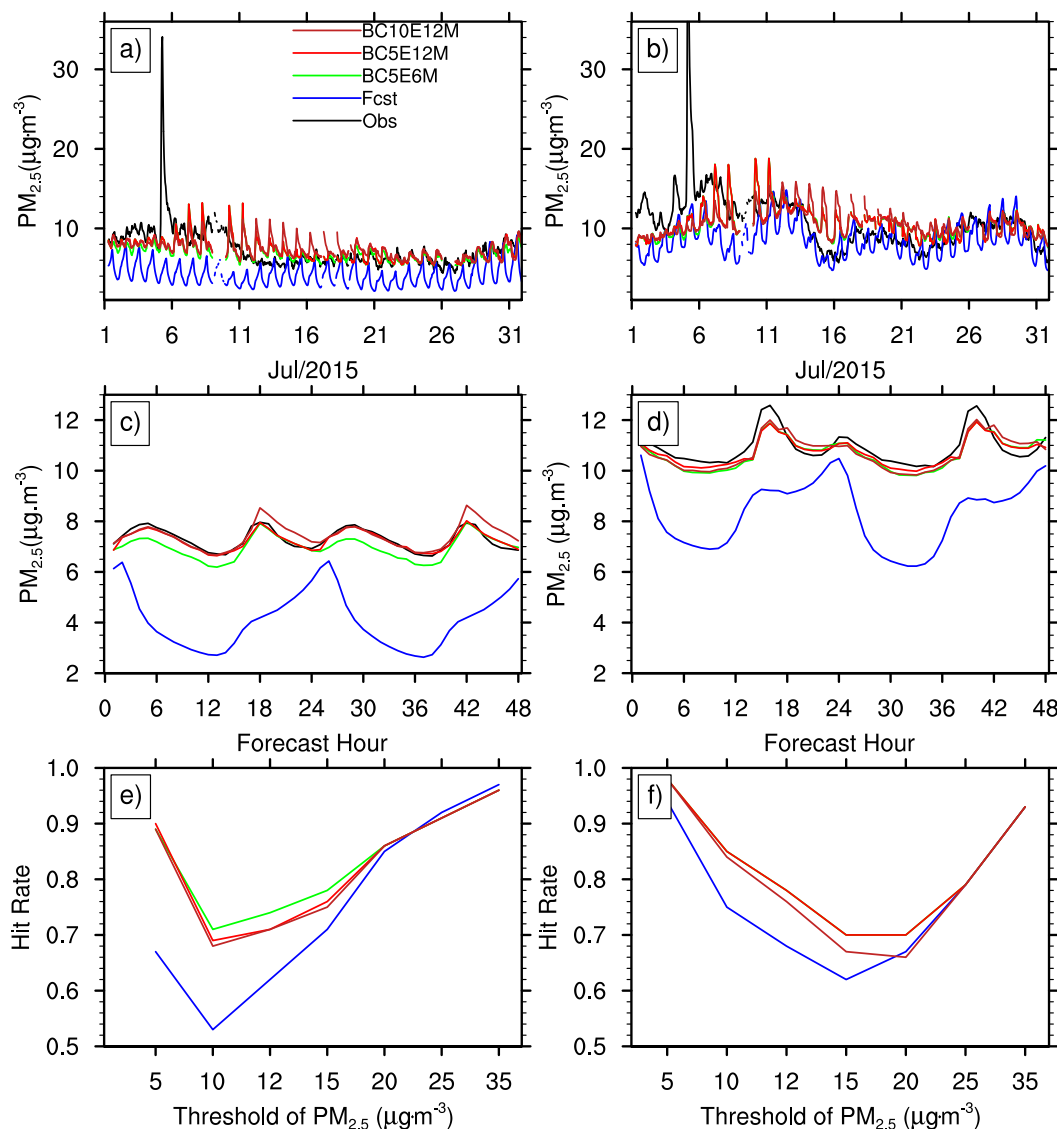 a)
BC10E12M
BC5E12M
BC5E6M
Fcst
Obs
PM2.5(µg·m-3)
30
20
10
1 6 11 16 21 26 31
Jul/2015
b)
PM2.5(µg·m-3)
30
20
10
1 6 11 16 21 26 31
Jul/2015
c)
PM2.5(µg.m-3)
12
10
8
6
4
2
0 6 12 18 24 30 36 42 48
Forecast Hour
d)
PM2.5 (µg.m-3)
12
10
8
6
4
2
0 6 12 18 24 30 36 42 48
Forecast Hour
e)
Hit Rate
1.0
0.9
0.8
0.7
0.6
0.5
5 10 12 15 20 25 35
Threshold of PM2.5 (µg·m-3)
f)
Hit Rate
1.0
0.9
0.8
0.7
0.6
0.5
5 10 12 15 20 25 35
Threshold of PM2.5 (µg·m-3)